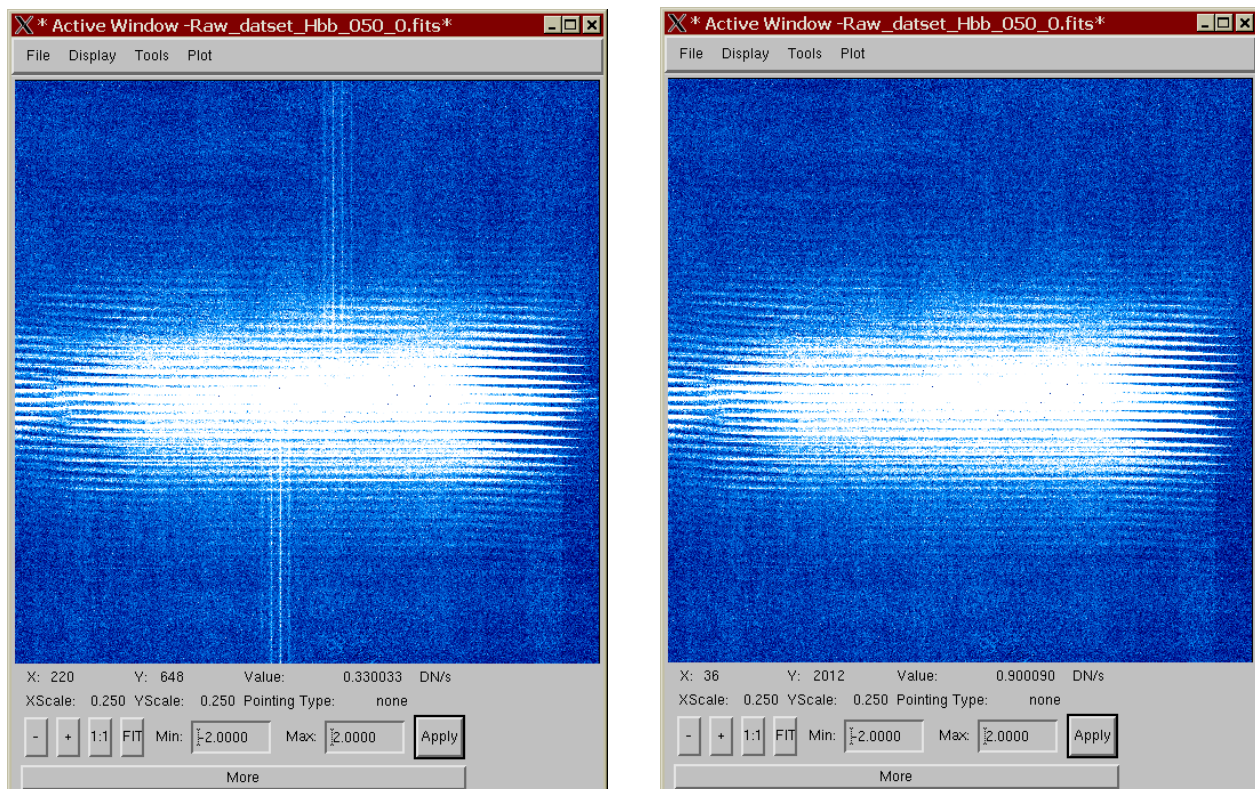 X * Active Window -Raw_datset_Hbb_050_0.fits*
File Display Tools Plot
X: 220 Y: 648 Value: 0.330033 DN/s
XScale: 0.250 YScale: 0.250 Pointing Type: none
- + 1:1 FIT Min: -2.0000 Max: 2.0000 Apply
More
X * Active Window -Raw_datset_Hbb_050_0.fits*
File Display Tools Plot
X: 36 Y: 2012 Value: 0.900090 DN/s
XScale: 0.250 YScale: 0.250 Pointing Type: none
- + 1:1 FIT Min: -2.0000 Max: 2.0000 Apply
More